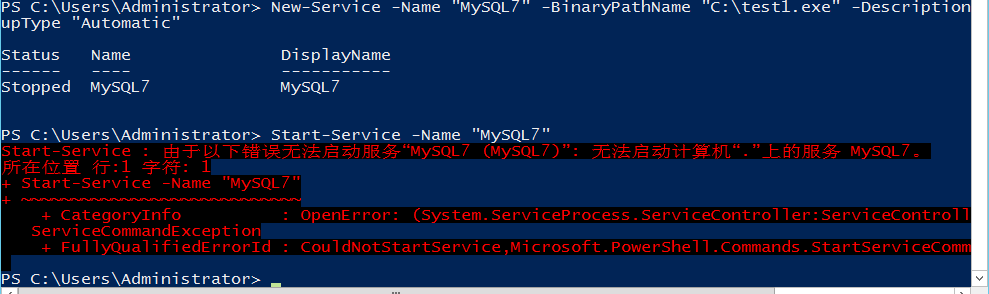 PS C:\Users\Administrator> New-Service -Name "MySQL7" -BinaryPathName "C:\test1.exe" -Description
upType "Automatic"
Status   Name               DisplayName
------   ----               -----------
Stopped  MySQL7             MySQL7
PS C:\Users\Administrator> Start-Service -Name "MySQL7"
Start-Service : 由于以下错误无法启动服务“MySQL7 (MySQL7)”: 无法启动计算机“.”上的服务 MySQL7。
所在位置 行:1 字符: 1
+ Start-Service -Name "MySQL7"
+ ~~~~~~~~~~~~~~~~~~~~~~~~~~~~
    + CategoryInfo          : OpenError: (System.ServiceProcess.ServiceController:ServiceControll
   ServiceCommandException
    + FullyQualifiedErrorId : CouldNotStartService,Microsoft.PowerShell.Commands.StartServiceComm
PS C:\Users\Administrator>